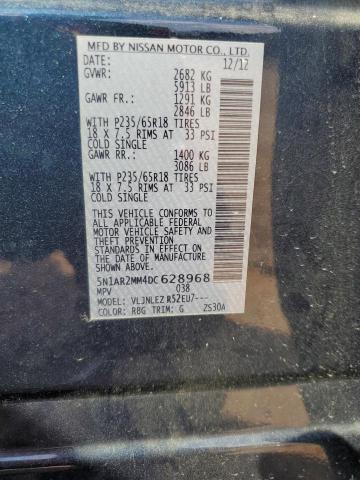 MFD BY NISSAN MOTOR CO., LTD.
DATE: 12/12
GVWR: 2682 KG
5913 LB
GAWR FR.: 1291 KG
2846 LB
WITH P235/65R18 TIRES
18 X 7.5 RIMS AT 33 PSI
COLD SINGLE
GAWR RR.: 1400 KG
3086 LB
WITH P235/65R18 TIRES
18 X 7.5 RIMS AT 33 PSI
COLD SINGLE
THIS VEHICLE CONFORMS TO
ALL APPLICABLE FEDERAL
MOTOR VEHICLE SAFETY
AND THEFT PREVENTION
STANDARDS IN EFFECT ON
THE DATE OF MANUFACTURE
SHOWN ABOVE.
5N1AR2MM4DC628968
MPV 038
MODEL: VLJNLEZ R52EU7---
COLOR: RBG TRIM: G ZS30A